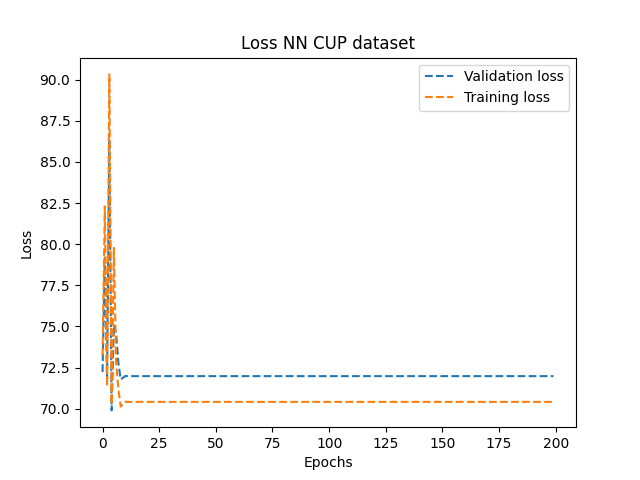 Loss NN CUP dataset
Validation loss
Training loss
90.0
87.5
85.0
82.5
80.0
77.5
75.0
72.5
70.0
Loss
0 25 50 75 100 125 150 175 200
Epochs